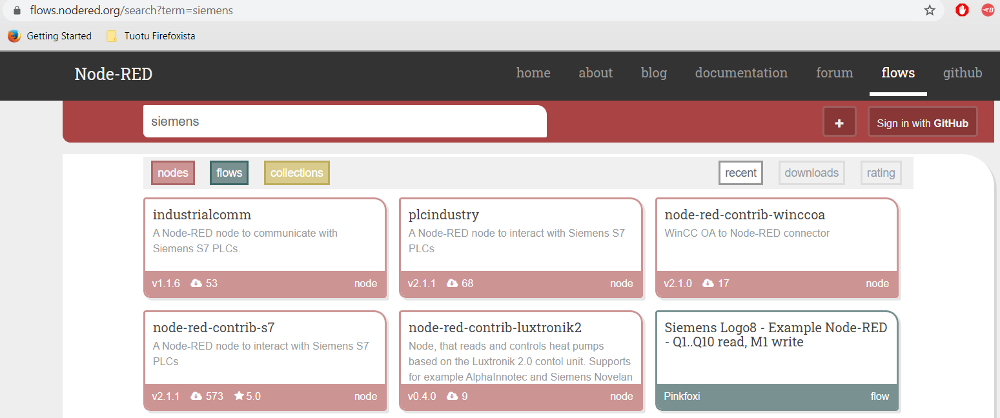 flows.nodered.org/search?term=siemens
Getting Started Tuotu Firefoxista
Node-RED home about blog documentation forum flows github
siemens + Sign in with GitHub
nodes flows collections recent downloads rating
industrialcomm
A Node-RED node to communicate with
Siemens S7 PLCs.
v1.1.6 53 node
plcindustry
A Node-RED node to interact with Siemens S7
PLCs
v2.1.1 68 node
node-red-contrib-winccoa
WinCC OA to Node-RED connector
v2.1.0 17 node
node-red-contrib-s7
A Node-RED node to interact with Siemens S7
PLCs
v2.1.1 573 5.0 node
node-red-contrib-luxtronik2
Node, that reads and controls heat pumps
based on the Luxtronik 2.0 contol unit. Supports
for example AlphaInnotec and Siemens Novelan
v0.4.0 9 node
Siemens Logo8 - Example Node-RED
- Q1..Q10 read, M1 write
Pinkfoxi flow